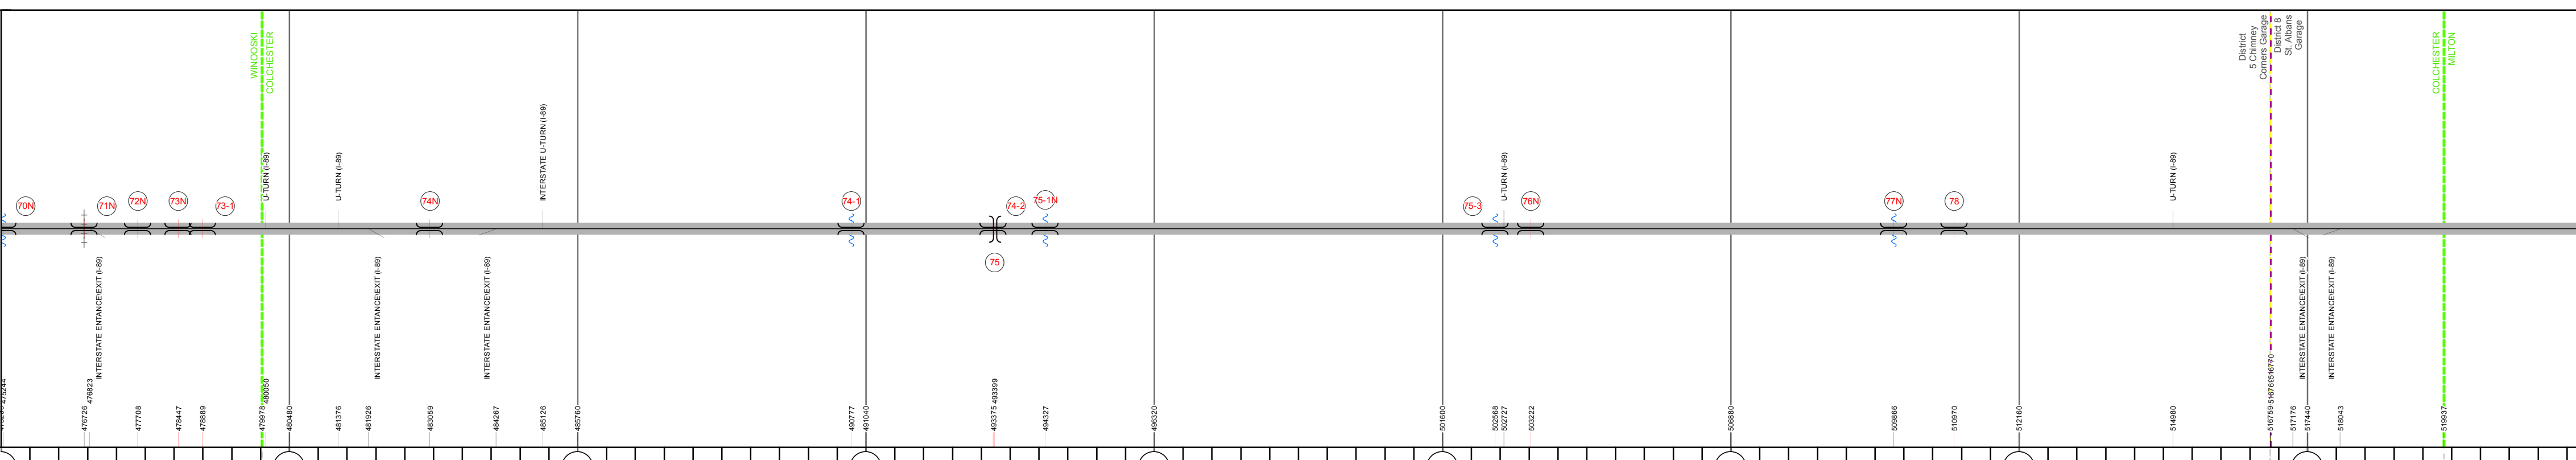 WINOOSKI
COLCHESTER
District
5 Chimney
Corners Garage
District 8
St. Albans
Garage
COLCHESTER
MILTON
U-TURN (I-89)
U-TURN (I-89)
INTERSTATE U-TURN (I-89)
U-TURN (I-89)
U-TURN (I-89)
70N
71N
72N
73N
73-1
74N
74-1
74-2
75-1N
75-3
76N
77N
78
75
INTERSTATE ENTANCE\EXIT (I-89)
INTERSTATE ENTANCE\EXIT (I-89)
INTERSTATE ENTANCE\EXIT (I-89)
INTERSTATE ENTANCE\EXIT (I-89)
INTERSTATE ENTANCE\EXIT (I-89)
475244
476726
476823
477708
478447
478889
479978
480050
480480
481376
481926
483059
484267
485126
485760
490777
491040
493375
493399
494327
496320
501600
502568
502727
503222
506880
509866
510970
512160
514980
516759
516770
517176
517440
518043
519937